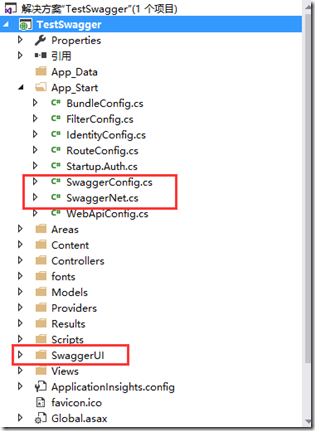 解决方案"TestSwagger"(1 个项目)
TestSwagger
Properties
引用
App_Data
App_Start
C# BundleConfig.cs
C# FilterConfig.cs
C# IdentityConfig.cs
C# RouteConfig.cs
C# Startup.Auth.cs
C# SwaggerConfig.cs
C# SwaggerNet.cs
C# WebApiConfig.cs
Areas
Content
Controllers
fonts
Models
Providers
Results
Scripts
SwaggerUI
Views
ApplicationInsights.config
favicon.ico
Global.asax